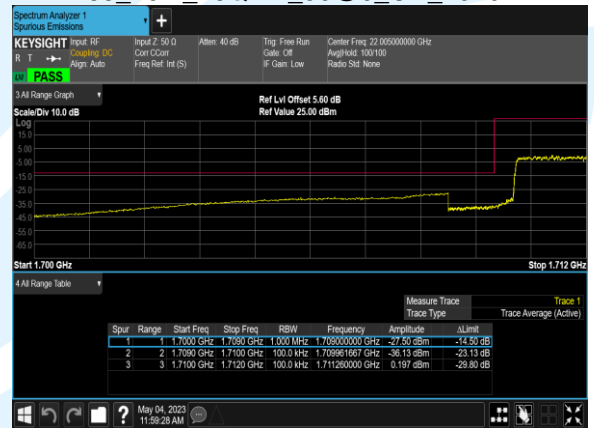 Spectrum Analyzer 1
Spurious Emissions
+
KEYSIGHT Input: RF Input Z: 50 Ω Atten: 40 dB Trig: Free Run Center Freq: 22.005000000 GHz
R T Coupling: DC Corr CCorr Gate: Off Avg|Hold: 100/100
Align: Auto Freq Ref: Int (S) IF Gain: Low Radio Std: None
LV PASS
3 All Range Graph
Ref Lvl Offset 5.60 dB
Scale/Div 10.0 dB Ref Value 25.00 dBm
Log
15.0
5.00
-5.00
-15.0
-25.0
-35.0
-45.0
-55.0
-65.0
Start 1.700 GHz Stop 1.712 GHz
4 All Range Table
Measure Trace Trace 1
Trace Type Trace Average (Active)
Spur Range Start Freq Stop Freq RBW Frequency Amplitude ΔLimit
1 1 1.7000 GHz 1.7090 GHz 1.000 MHz 1.709000000 GHz -27.50 dBm -14.50 dB
2 2 1.7090 GHz 1.7100 GHz 100.0 kHz 1.709961667 GHz -36.13 dBm -23.13 dB
3 3 1.7100 GHz 1.7120 GHz 100.0 kHz 1.711260000 GHz 0.197 dBm -29.80 dB
? May 04, 2023
11:59:28 AM